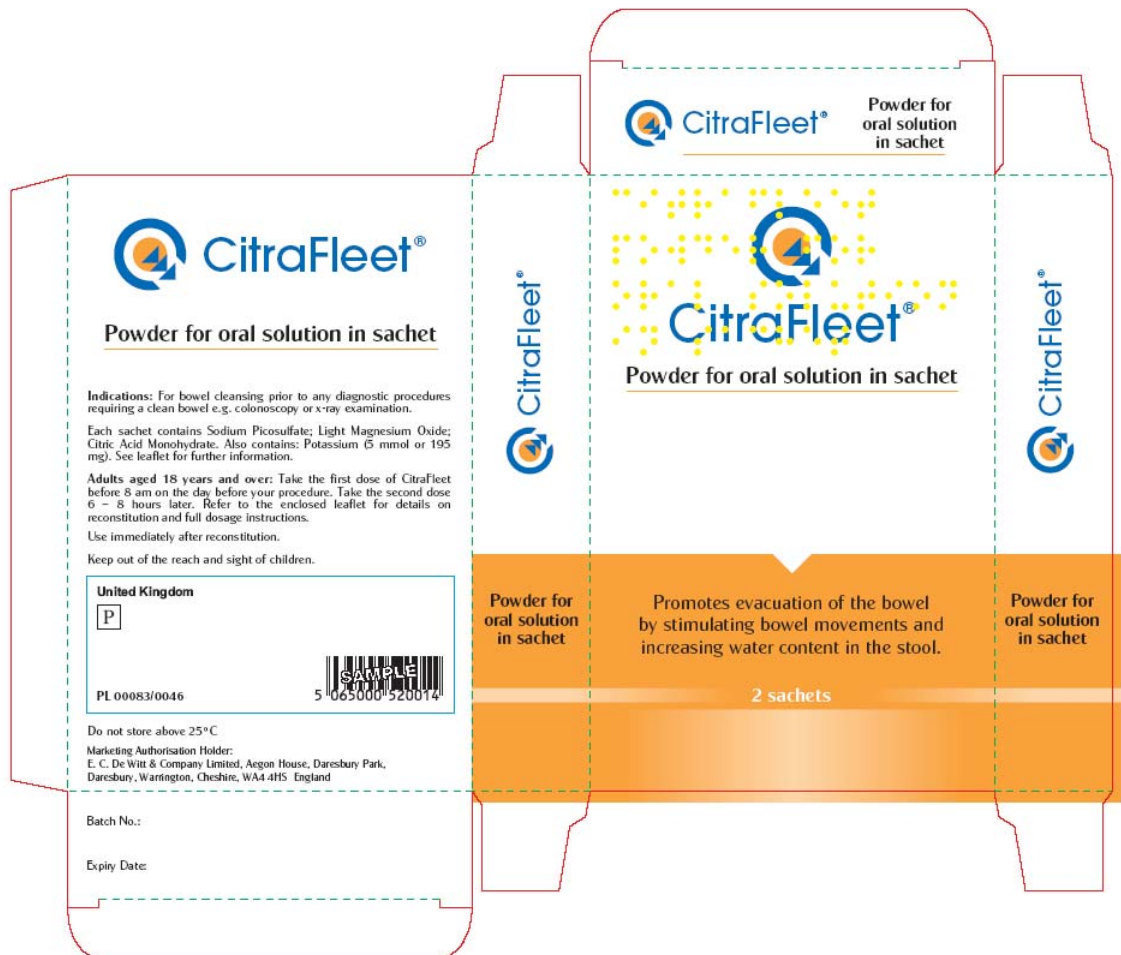 CitraFleet®
Powder for
oral solution
in sachet
CitraFleet®
Powder for oral solution in sachet
Indications: For bowel cleansing prior to any diagnostic procedures
requiring a clean bowel e.g. colonoscopy or x-ray examination.
Each sachet contains Sodium Picosulfate; Light Magnesium Oxide;
Citric Acid Monohydrate. Also contains: Potassium (5 mmol or 195
mg). See leaflet for further information.
Adults aged 18 years and over: Take the first dose of CitraFleet
before 8 am on the day before your procedure. Take the second dose
6 – 8 hours later. Refer to the enclosed leaflet for details on
reconstitution and full dosage instructions.
Use immediately after reconstitution.
Keep out of the reach and sight of children.
United Kingdom
P
SAMPLE
PL 00083/0046
5 065000 520014
Do not store above 25°C
Marketing Authorisation Holder:
E. C. De Witt & Company Limited, Aegon House, Daresbury Park,
Daresbury, Warrington, Cheshire, WA4 4HS England
Batch No.:
Expiry Date:
CitraFleet®
Powder for
oral solution
in sachet
CitraFleet®
Powder for oral solution in sachet
Promotes evacuation of the bowel
by stimulating bowel movements and
increasing water content in the stool.
2 sachets
CitraFleet®
Powder for
oral solution
in sachet